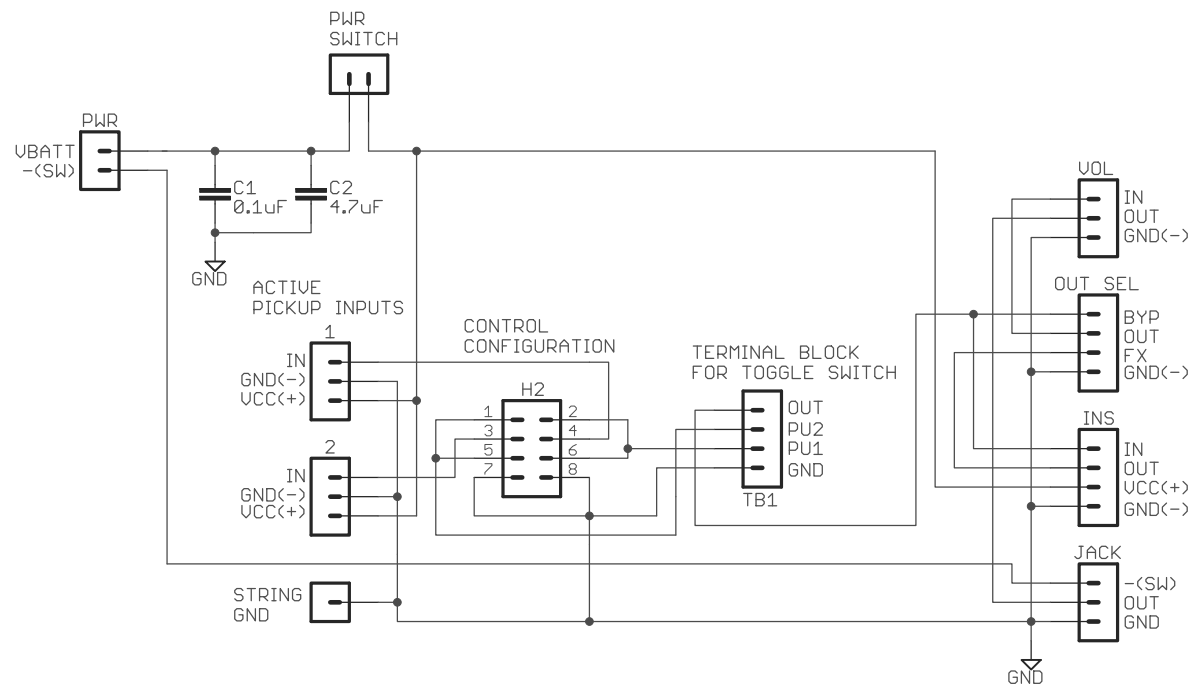 PWR
SWITCH
PWR
VBATT
-(SW)
C1
0.1uF
C2
4.7uF
GND
ACTIVE
PICKUP INPUTS
1
IN
GND(-)
VCC(+)
2
IN
GND(-)
VCC(+)
STRING
GND
CONTROL
CONFIGURATION
H2
1 2
3 4
5 6
7 8
TERMINAL BLOCK
FOR TOGGLE SWITCH
OUT
PU2
PU1
GND
TB1
VOL
IN
OUT
GND(-)
OUT SEL
BYP
OUT
FX
GND(-)
INS
IN
OUT
VCC(+)
GND(-)
JACK
-(SW)
OUT
GND
GND